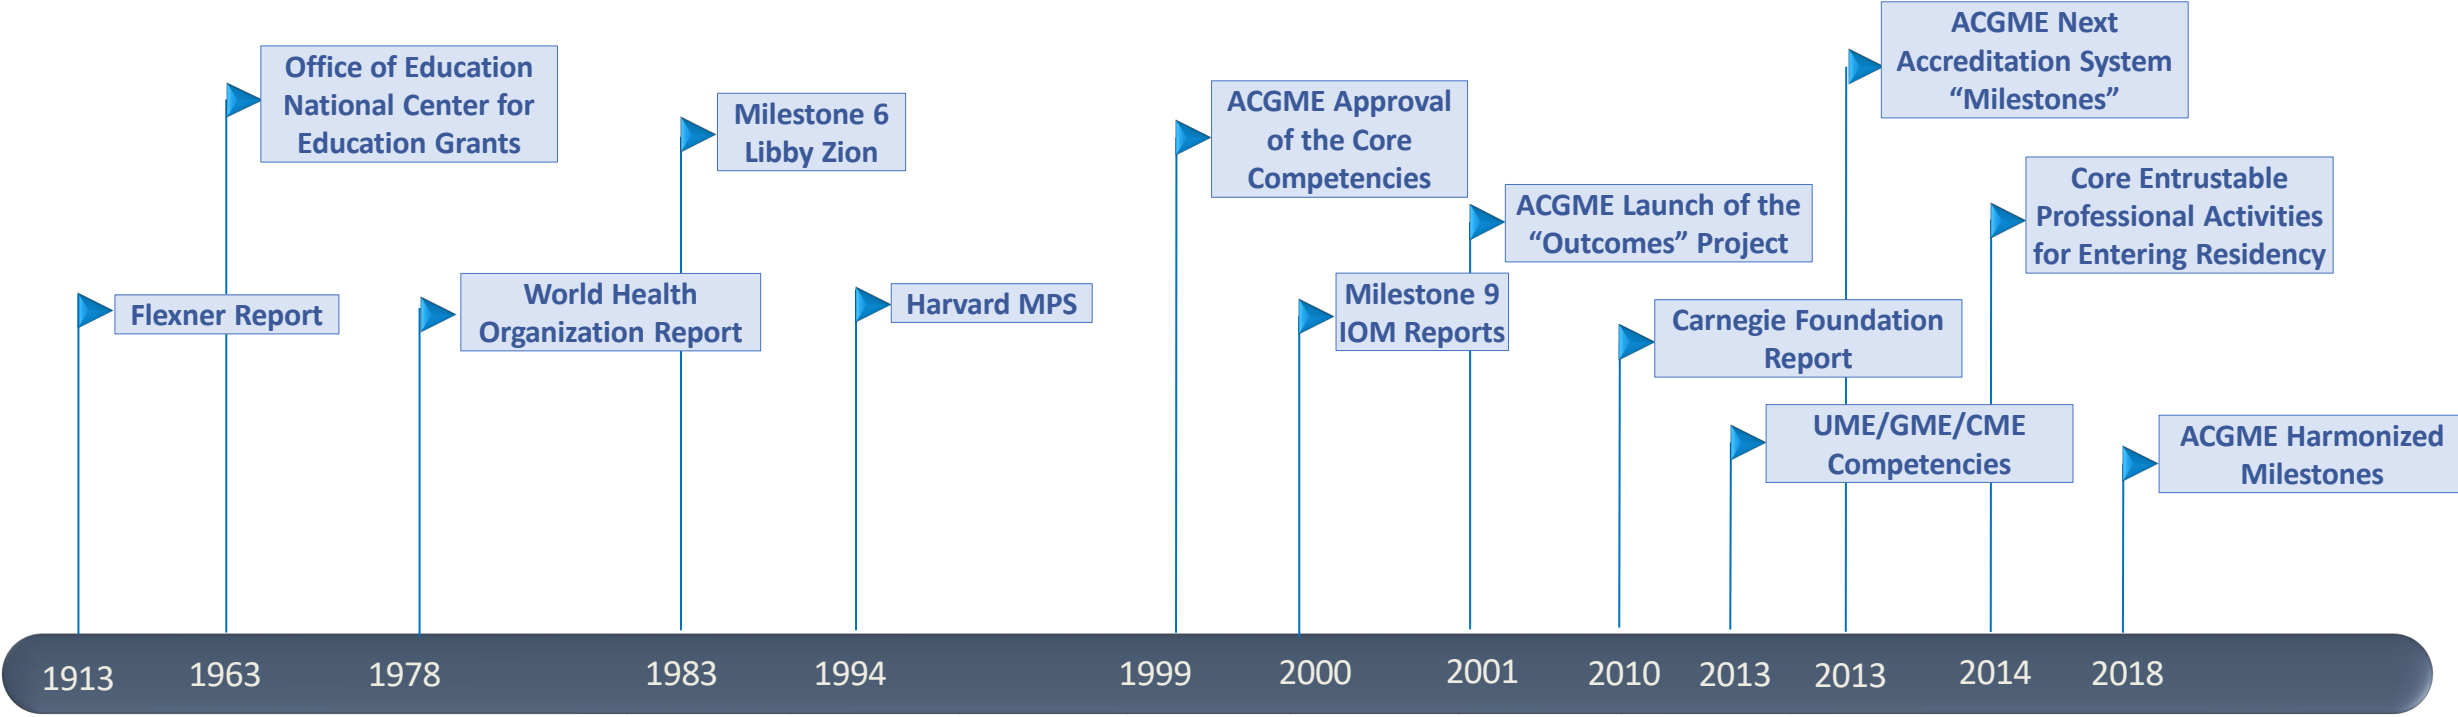 Office of Education
National Center for
Education Grants
Milestone 6
Libby Zion
ACGME Approval
of the Core
Competencies
ACGME Next
Accreditation System
“Milestones”
ACGME Launch of the
“Outcomes” Project
Core Entrustable
Professional Activities
for Entering Residency
Flexner Report
World Health
Organization Report
Harvard MPS
Milestone 9
IOM Reports
Carnegie Foundation
Report
UME/GME/CME
Competencies
ACGME Harmonized
Milestones
1913 1963 1978 1983 1994 1999 2000 2001 2010 2013 2013 2014 2018